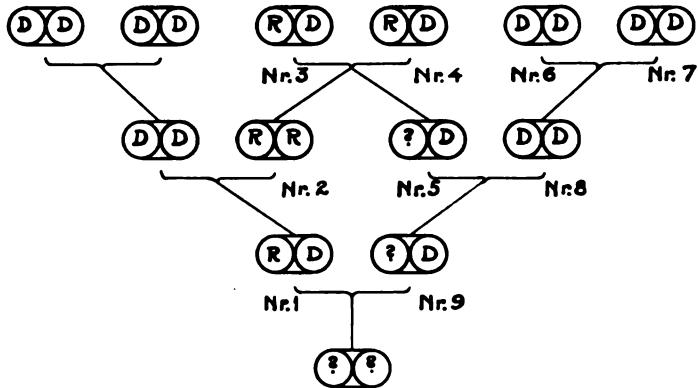 D D D D R D R D D D D D
Nr.3 Nr.4 Nr.6 Nr.7
D D R R ? D D D
Nr.2 Nr.5 Nr.8
R D ? D
Nr.1 Nr.9
? ?